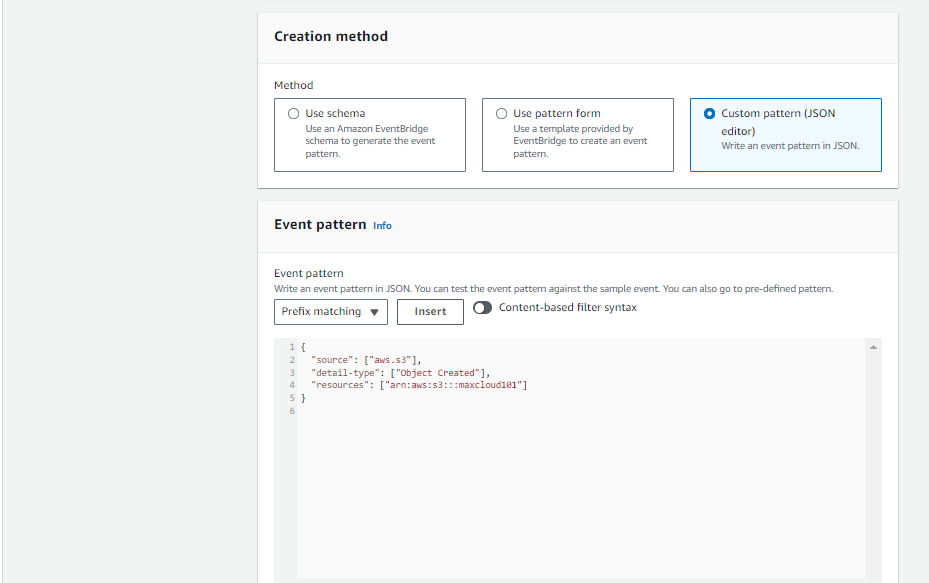 Creation method
Method
Use schema
Use an Amazon EventBridge
schema to generate the event
pattern.
Use pattern form
Use a template provided by
EventBridge to create an event
pattern.
Custom pattern (JSON
editor)
Write an event pattern in JSON.
Event pattern Info
Event pattern
Write an event pattern in JSON. You can test the event pattern against the sample event. You can also go to pre-defined pattern.
Prefix matching Insert Content-based filter syntax
1 {
2 "source": ["aws.s3"],
3 "detail-type": ["Object Created"],
4 "resources": ["arn:aws:s3:::maxcloud101"]
5 }
6